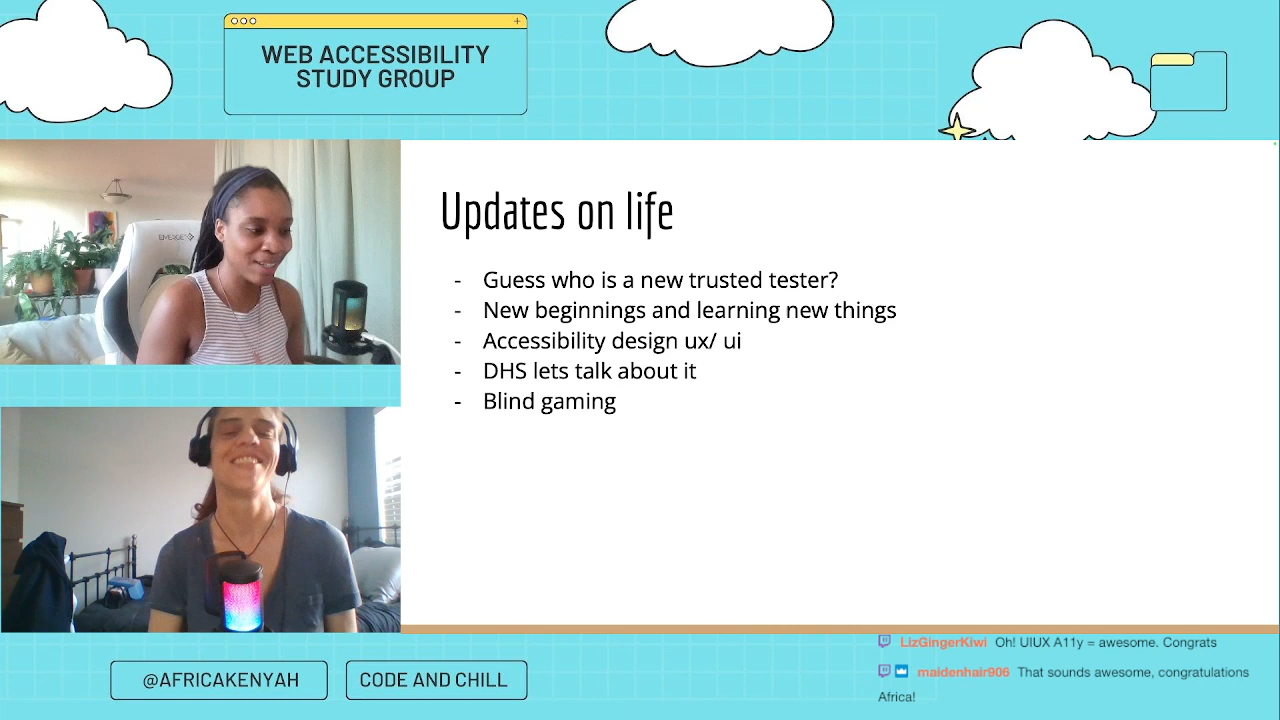 WEB ACCESSIBILITY
STUDY GROUP
Updates on life
- Guess who is a new trusted tester?
- New beginnings and learning new things
- Accessibility design ux/ ui
- DHS lets talk about it
- Blind gaming
@AFRICAKENYAH
CODE AND CHILL
LizGingerKiwi Oh! UIUX A11y = awesome. Congrats
maidenhair906 That sounds awesome, congratulations
Africa!